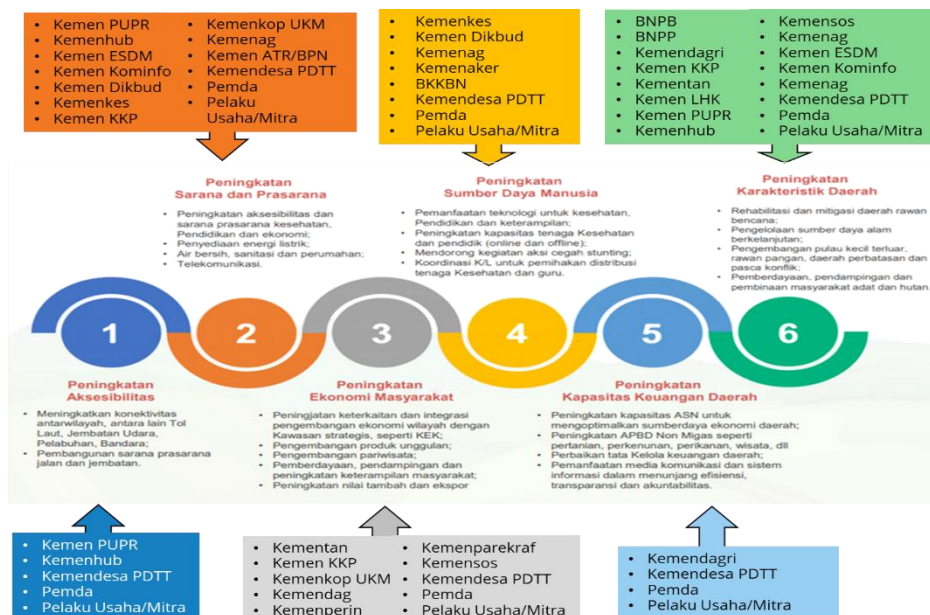 • Kemen PUPR
• Kemenhub
• Kemen ESDM
• Kemen Kominfo
• Kemen Dikbud
• Kemenkes
• Kemen KKP
• Kemenkop UKM
• Kemenag
• Kemen ATR/BPN
• Kemendesa PDTT
• Pemda
• Pelaku
Usaha/Mitra
• Kemenkes
• Kemen Dikbud
• Kemenag
• Kemenaker
• BKKBN
• Kemendesa PDTT
• Pemda
• Pelaku Usaha/Mitra
• BNPB
• BNPP
• Kemendagri
• Kemen KKP
• Kementan
• Kemen LHK
• Kemen PUPR
• Kemenhub
• Kemensos
• Kemenag
• Kemen ESDM
• Kemen Kominfo
• Kemenag
• Kemendesa PDTT
• Pemda
• Pelaku Usaha/Mitra
Peningkatan
Sarana dan Prasarana
• Peningkatan aksesibilitas dan
sarana prasarana kesehatan,
Pendidikan dan ekonomi;
• Penyediaan energi listrik;
• Air bersih, sanitasi dan perumahan;
• Telekomunikasi.
Peningkatan
Sumber Daya Manusia
• Pemanfaatan teknologi untuk kesehatan,
Pendidikan dan keterampilan;
• Peningkatan kapasitas tenaga Kesehatan
dan pendidik (online dan offline);
• Mendorong kegiatan aksi cegah stunting;
• Koordinasi K/L untuk pemihakan distribusi
tenaga Kesehatan dan guru.
Peningkatan
Karakteristik Daerah
• Rehabilitasi dan mitigasi daerah rawan
bencana;
• Pengelolaan sumber daya alam
berkelanjutan;
• Pengembangan pulau kecil terluar,
rawan pangan, daerah perbatasan dan
pasca konflik;
• Pemberdayaan, pendampingan dan
pembinaan masyarakat adat dan hutan.
1
2
3
4
5
6
Peningkatan
Aksesibilitas
• Meningkatkan konektivitas
antarwilayah, antara lain Tol
Laut, Jembatan Udara,
Pelabuhan, Bandara;
• Pembangunan sarana prasarana
jalan dan jembatan.
Peningkatan
Ekonomi Masyarakat
• Peningjatan keterkaitan dan integrasi
pengembangan ekonomi wilayah dengan
Kawasan strategis, seperti KEK;
• Pengembangan produk unggulan;
• Pengembangan pariwisata;
• Pemberdayaan, pendampingan dan
peningkatan keterampilan masyarakat;
• Peningkatan nilai tambah dan ekspor
Peningkatan
Kapasitas Keuangan Daerah
• Peningkatan kapasitas ASN untuk
mengoptimalkan sumberdaya ekonomi daerah;
• Peningkatan APBD Non Migas seperti
pertanian, perkenunan, perikanan, wisata, dll
• Perbaikan tata Kelola keuangan daerah;
• Pemanfaatan media komunikasi dan sistem
informasi dalam menunjang efisiensi,
transparansi dan akuntabilitas.
• Kemen PUPR
• Kemenhub
• Kemendesa PDTT
• Pemda
• Pelaku Usaha/Mitra
• Kementan
• Kemen KKP
• Kemenkop UKM
• Kemendag
• Kemenperin
• Kemenparekraf
• Kemensos
• Kemendesa PDTT
• Pemda
• Pelaku Usaha/Mitra
• Kemendagri
• Kemendesa PDTT
• Pemda
• Pelaku Usaha/Mitra